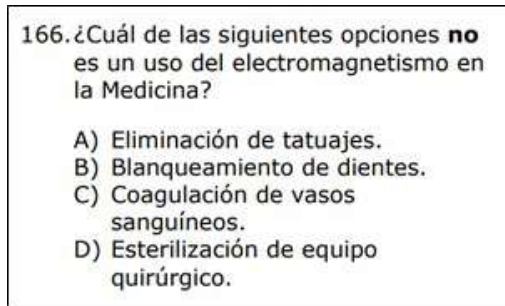 166. ¿Cuál de las siguientes opciones no
es un uso del electromagnetismo en
la Medicina?
A) Eliminación de tatuajes.
B) Blanqueamiento de dientes.
C) Coagulación de vasos
sanguíneos.
D) Esterilización de equipo
quirúrgico.